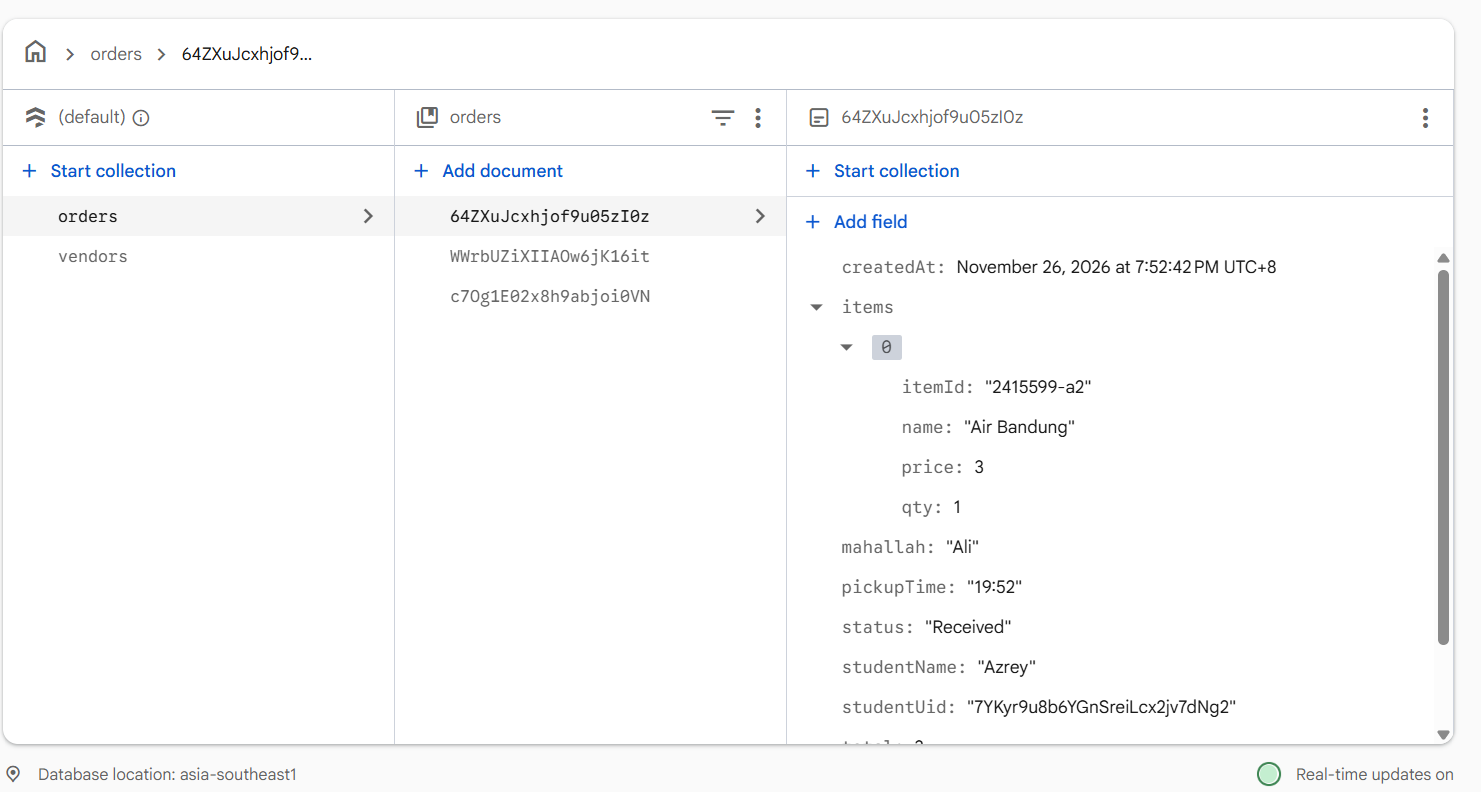 orders > 64ZXuJcxhjof9...
(default)
orders
64ZXuJcxhjof9u05zI0z
+ Start collection
+ Add document
+ Start collection
orders
vendors
64ZXuJcxhjof9u05zI0z
WWrbUZiXIIAOw6jK16it
c7Og1E02x8h9abjoi0VN
+ Add field
createdAt: November 26, 2026 at 7:52:42 PM UTC+8
items
0
itemId: "2415599-a2"
name: "Air Bandung"
price: 3
qty: 1
mahallah: "Ali"
pickupTime: "19:52"
status: "Received"
studentName: "Azrey"
studentUid: "7YKyr9u8b6YGnSreiLcx2jv7dNg2"
Database location: asia-southeast1
Real-time updates on